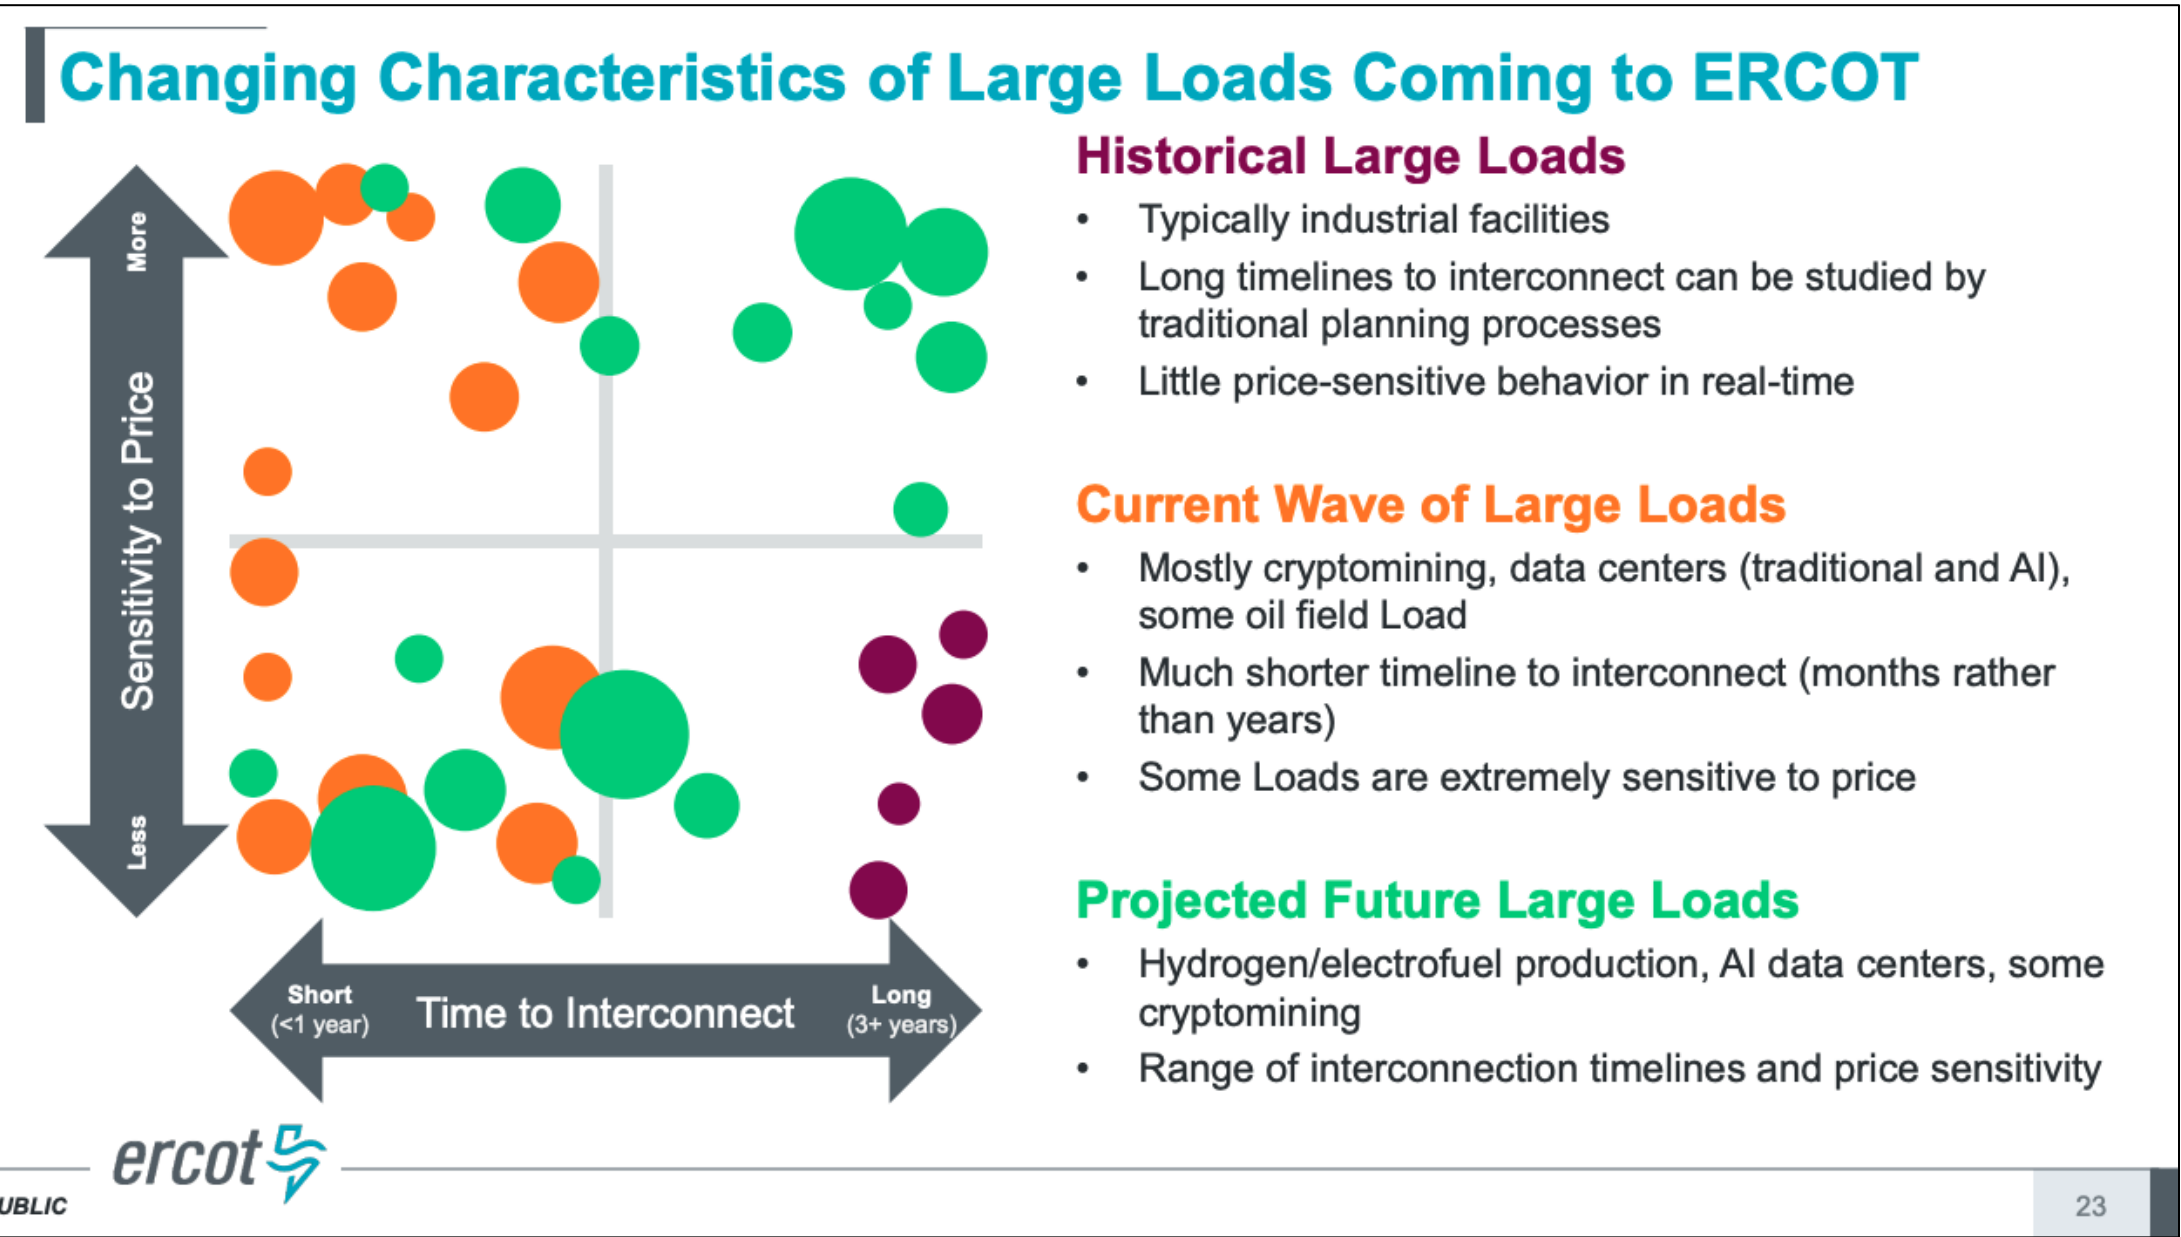 Changing Characteristics of Large Loads Coming to ERCOT
More
Sensitivity to Price
Less
Short
(<1 year)
Time to Interconnect
Long
(3+ years)
Historical Large Loads
• Typically industrial facilities
• Long timelines to interconnect can be studied by
traditional planning processes
• Little price-sensitive behavior in real-time
Current Wave of Large Loads
• Mostly cryptomining, data centers (traditional and AI),
some oil field Load
• Much shorter timeline to interconnect (months rather
than years)
• Some Loads are extremely sensitive to price
Projected Future Large Loads
• Hydrogen/electrofuel production, AI data centers, some
cryptomining
• Range of interconnection timelines and price sensitivity
ercot
UBLIC
23